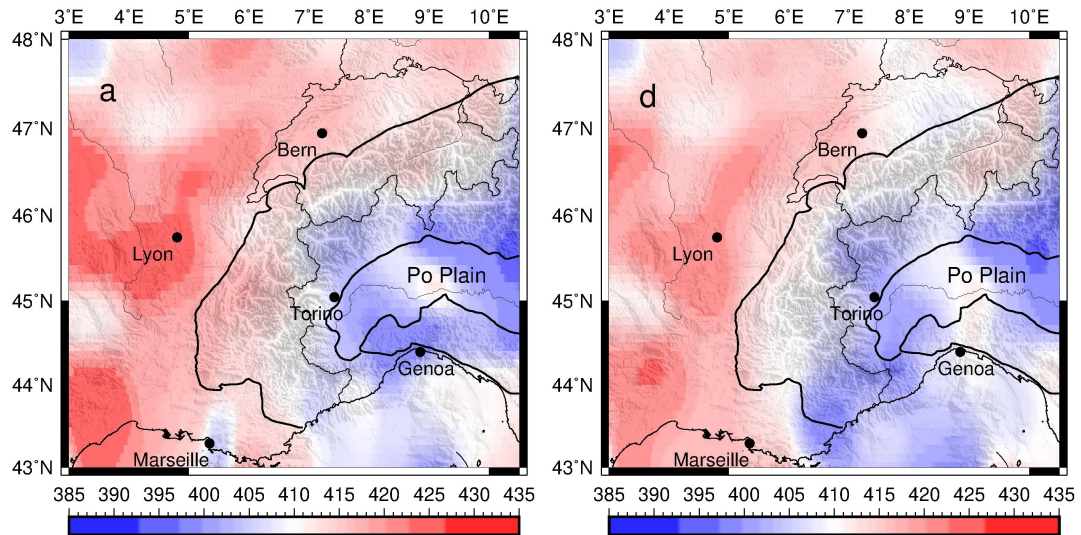 3˚E 4˚E 5˚E 6˚E 7˚E 8˚E 9˚E 10˚E
3˚E 4˚E 5˚E 6˚E 7˚E 8˚E 9˚E 10˚E
48˚N
48˚N
a
d
47˚N
47˚N
Bern
Bern
46˚N
46˚N
Lyon
Lyon
Po Plain
Po Plain
45˚N
45˚N
Torino
Torino
44˚N
44˚N
Genoa
Genoa
Marseille
Marseille
43˚N
43˚N
385 390 395 400 405 410 415 420 425 430 435
385 390 395 400 405 410 415 420 425 430 435